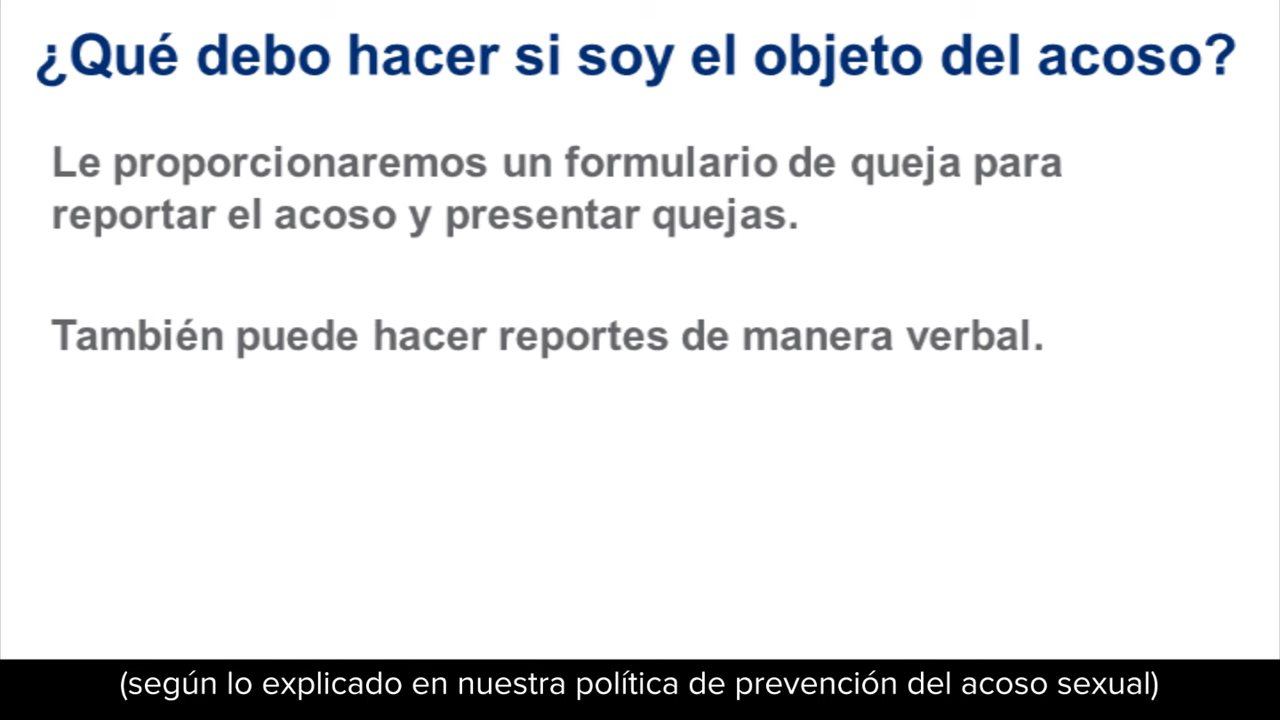 ¿Qué debo hacer si soy el objeto del acoso?
Le proporcionaremos un formulario de queja para
reportar el acoso y presentar quejas.
También puede hacer reportes de manera verbal.
(según lo explicado en nuestra política de prevención del acoso sexual)